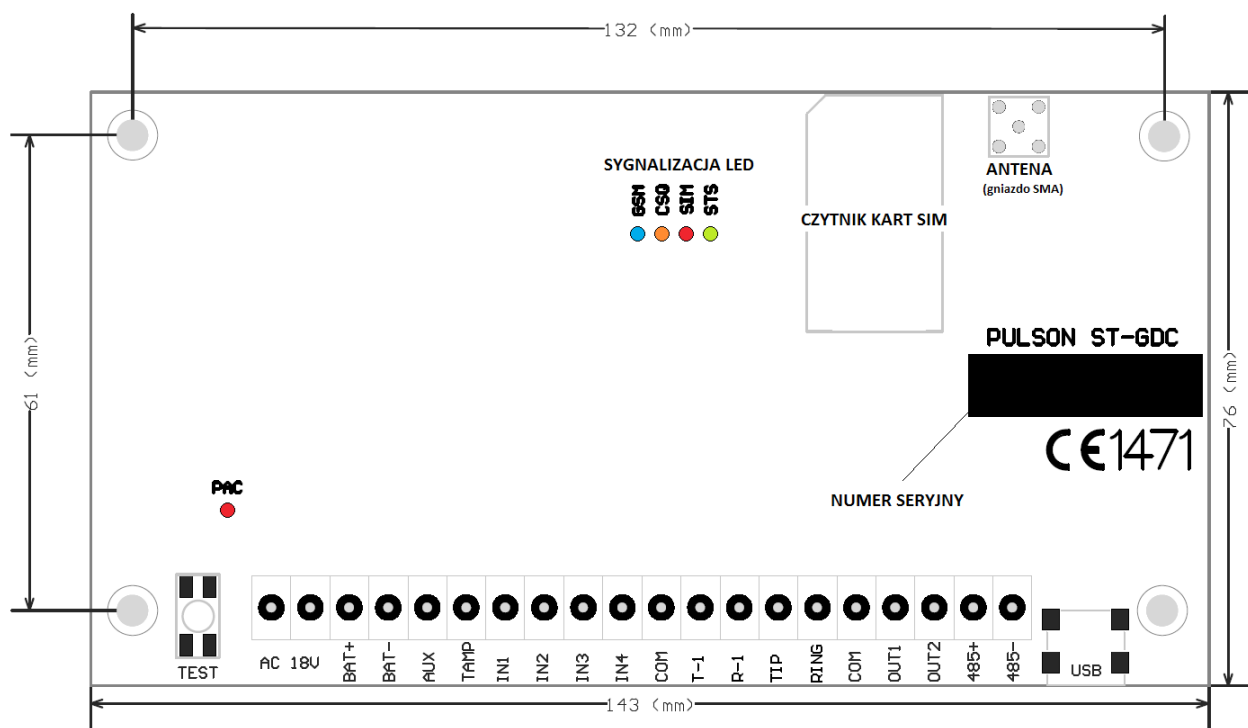 132 (mm)
SYGNALIZACJA LED
GSM
CSQ
SIM
STS
CZYTNIK KART SIM
ANTENA
(gniazdo SMA)
61 (mm)
76 (mm)
PULSON ST-GDC
CE1471
NUMER SERYJNY
PAC
TEST
AC 18V
BAT+
BAT-
AUX
TAMP
IN1
IN2
IN3
IN4
COM
T-1
R-1
TIP
RING
COM
OUT1
OUT2
485+
485-
USB
143 (mm)